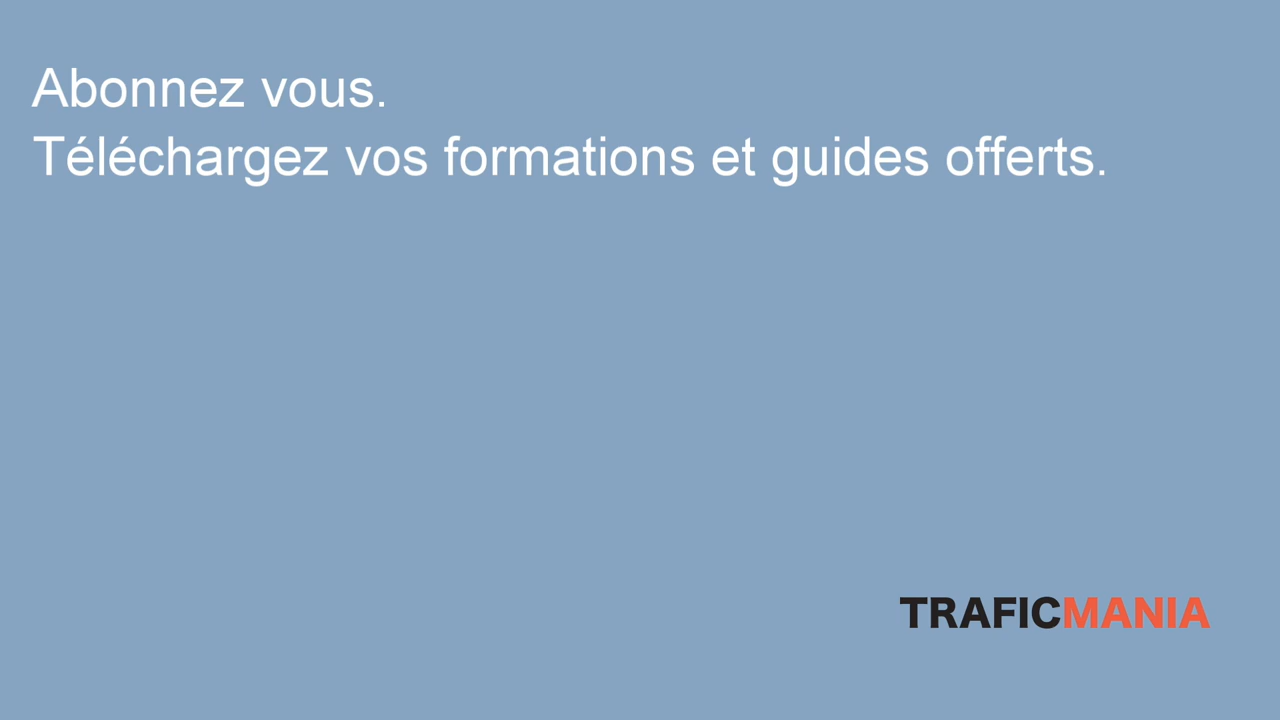 Abonnez vous.
Téléchargez vos formations et guides offerts.
TRAFICMANIA